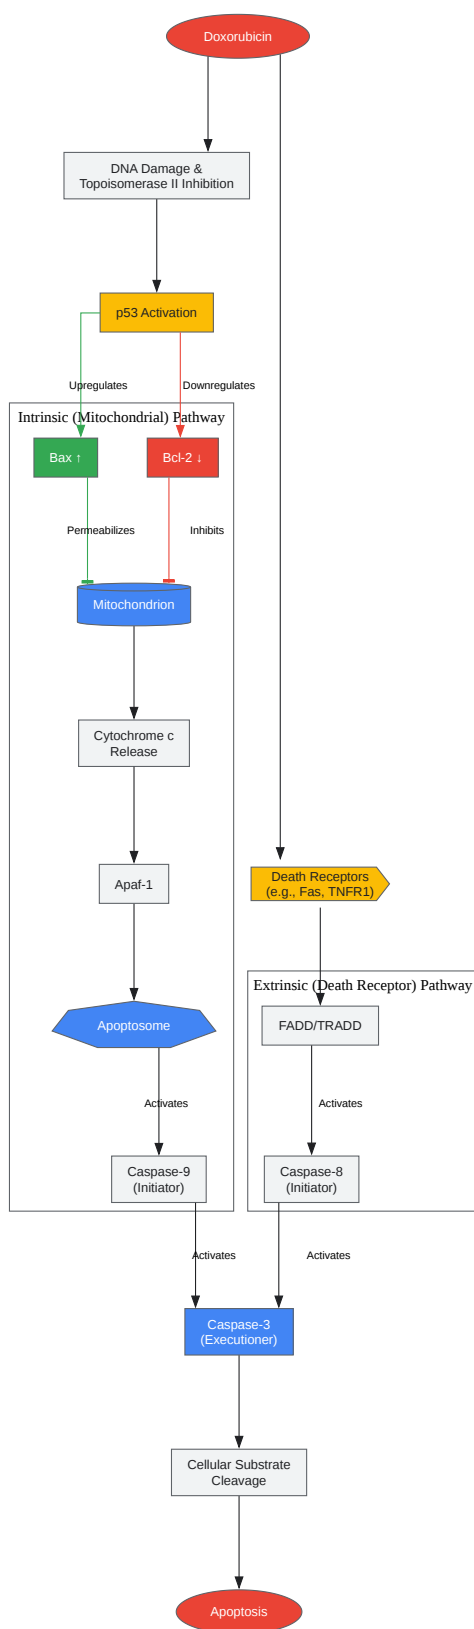 Doxorubicin
DNA Damage &
Topoisomerase II Inhibition
p53 Activation
Upregulates
Downregulates
Intrinsic (Mitochondrial) Pathway
Bax ↑
Bcl-2 ↓
Permeabilizes
Inhibits
Mitochondrion
Cytochrome c
Release
Apaf-1
Death Receptors
(e.g., Fas, TNFR1)
Extrinsic (Death Receptor) Pathway
Apoptosome
FADD/TRADD
Activates
Activates
Caspase-9
(Initiator)
Caspase-8
(Initiator)
Activates
Activates
Caspase-3
(Executioner)
Cellular Substrate
Cleavage
Apoptosis